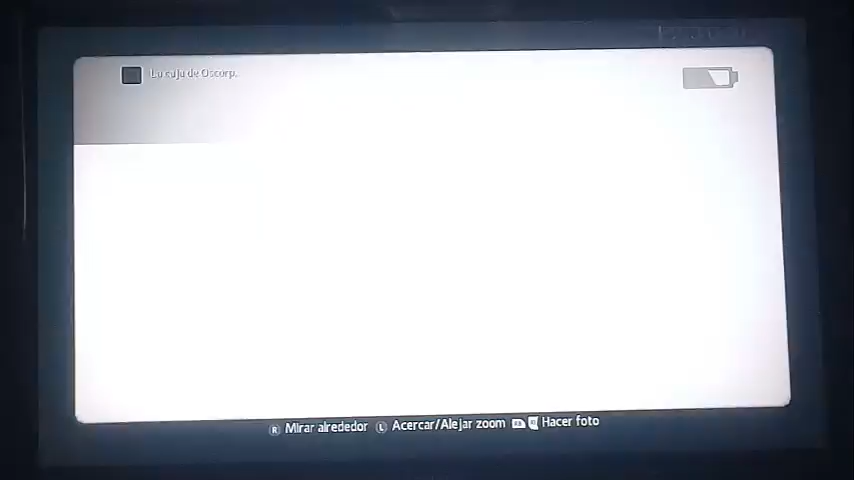 La caja de Oscorp.
Mirar alrededor Acercar/Alejar zoom Hacer foto